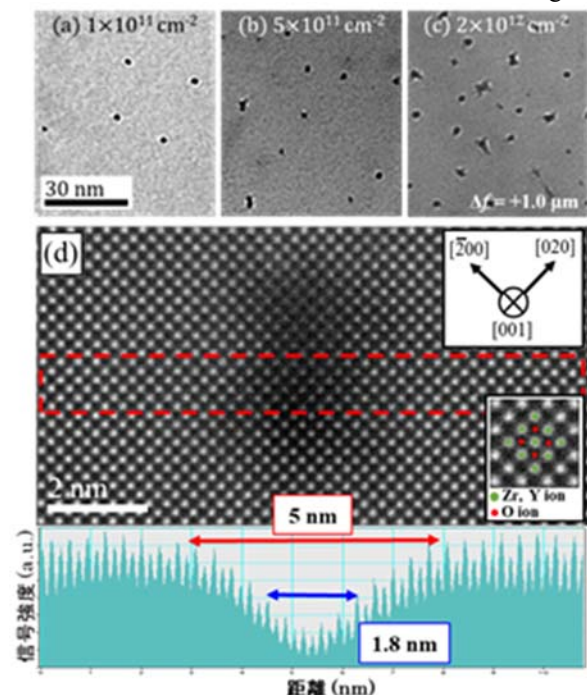 (a) 1×10¹¹ cm⁻²
(b) 5×10¹¹ cm⁻²
(c) 2×10¹² cm⁻²
30 nm
Δf = +1.0 μm
(d)
[2̄00]
[020]
[001]
2 nm
Zr, Y ion
O ion
5 nm
1.8 nm
信号強度 (a.u.)
距離 (nm)